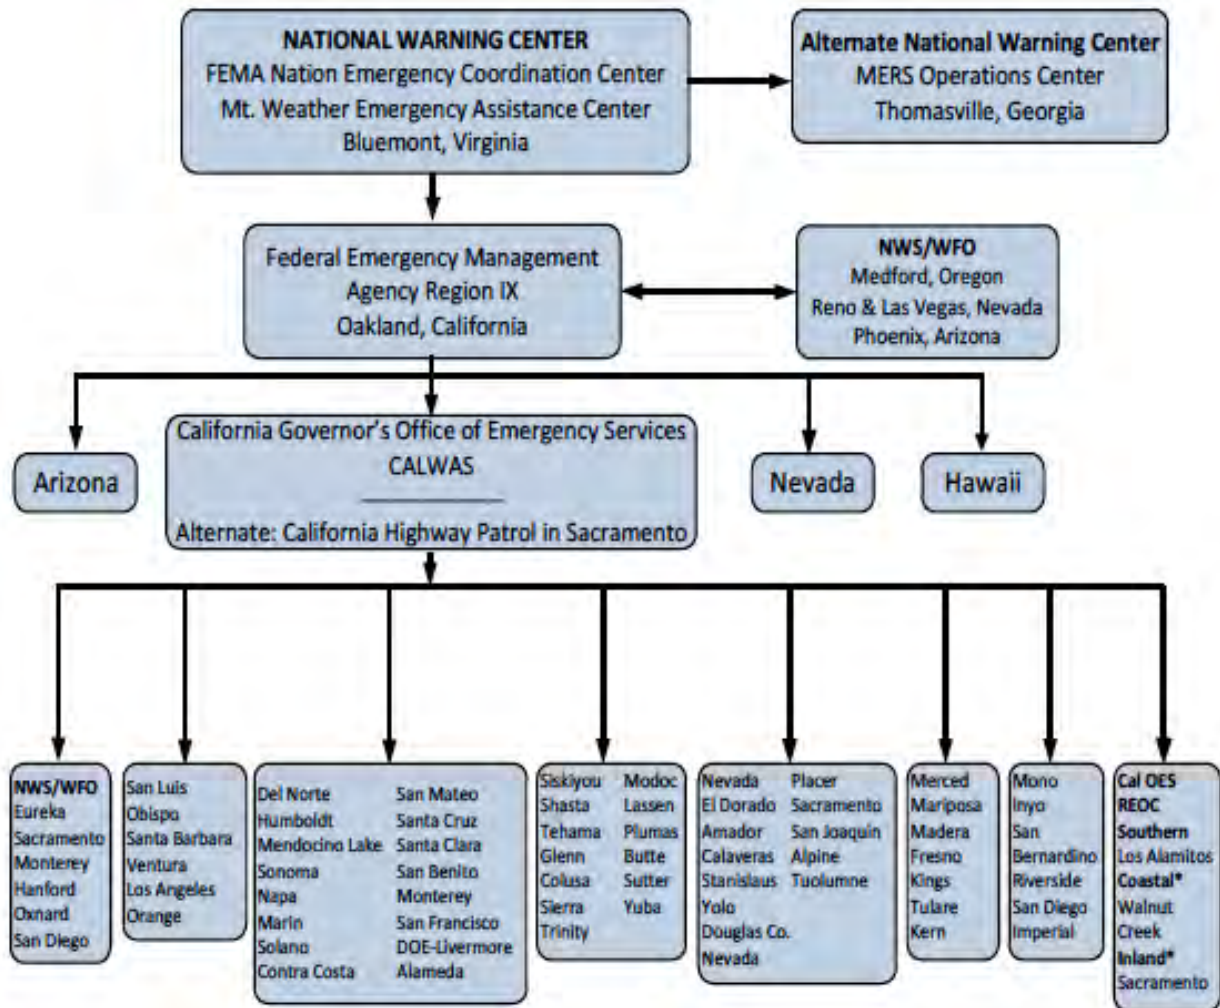 NATIONAL WARNING CENTER
FEMA Nation Emergency Coordination Center
Mt. Weather Emergency Assistance Center
Bluemont, Virginia
Alternate National Warning Center
MERS Operations Center
Thomasville, Georgia
Federal Emergency Management
Agency Region IX
Oakland, California
NWS/WFO
Medford, Oregon
Reno & Las Vegas, Nevada
Phoenix, Arizona
Arizona
California Governor's Office of Emergency Services
CALWAS
Alternate: California Highway Patrol in Sacramento
Nevada
Hawaii
NWS/WFO
Eureka
Sacramento
Monterey
Hanford
Oxnard
San Diego
San Luis
Obispo
Santa Barbara
Ventura
Los Angeles
Orange
Del Norte
Humboldt
Mendocino Lake
Sonoma
Napa
Marin
Solano
Contra Costa
San Mateo
Santa Cruz
Santa Clara
San Benito
Monterey
San Francisco
DOE-Livermore
Alameda
Siskiyou
Shasta
Tehama
Glenn
Colusa
Sierra
Trinity
Modoc
Lassen
Plumas
Butte
Sutter
Yuba
Nevada
El Dorado
Amador
Calaveras
Stanislaus
Yolo
Douglas Co.
Nevada
Placer
Sacramento
San Joaquin
Alpine
Tuolumne
Merced
Mariposa
Madera
Fresno
Kings
Tulare
Kern
Mono
Inyo
San
Bernardino
Riverside
San Diego
Imperial
Cal OES
REOC
Southern
Los Alamitos
Coastal*
Walnut
Creek
Inland*
Sacramento